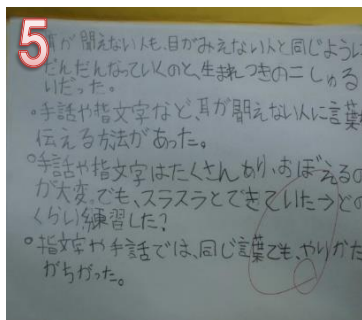 5
耳が聞えない人も、目がみえない人と同じように
だんだんなっていくのと、生まれつきの二しゅる
いだった。
・手話や指文字など、耳が聞えない人に言葉
伝える方法があった。
○手話や指文字はたくさんあり、おぼえるの
が大変。でも、スラスラとできていた→どの
くらい練習した?
○指文字や手話では、同じ言葉でも、やりかた
がちがった。